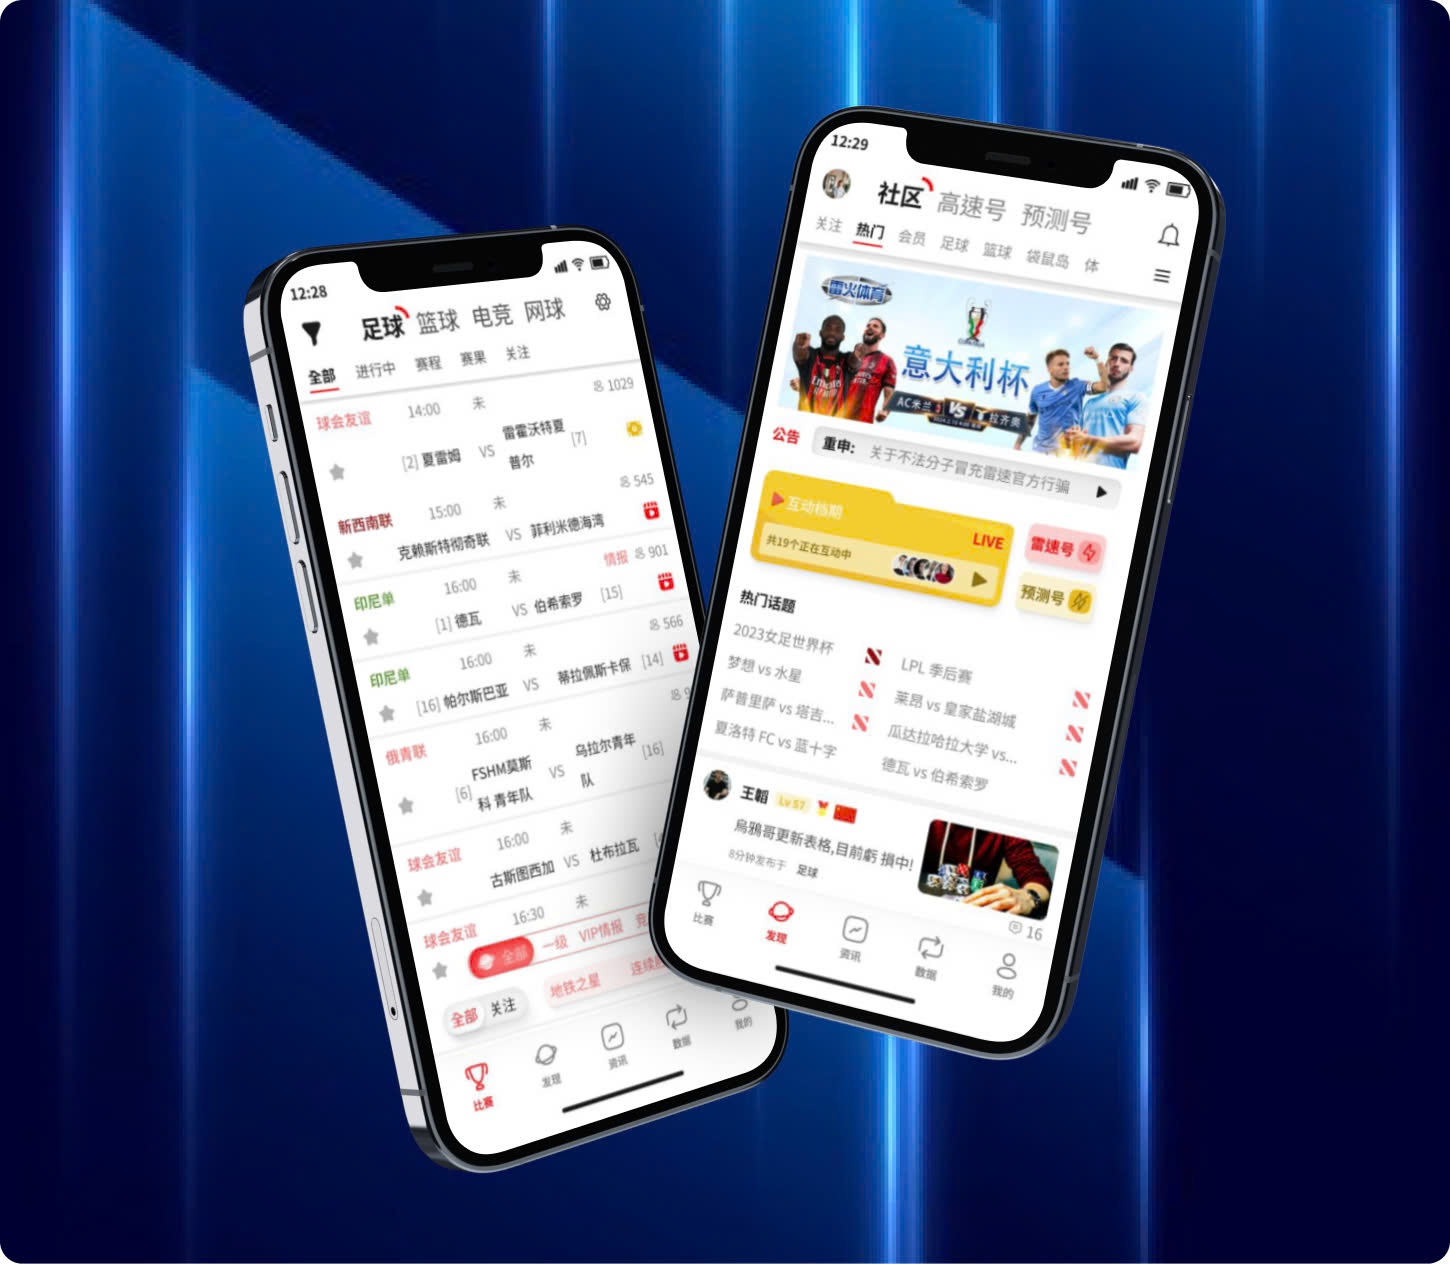 12:28
足球 篮球 电竞 网球
全部 进行中 赛程 赛果 关注
球会友谊 14:00 未 1029
[2] 夏雷姆 VS 雷霍沃特夏普尔 [7]
新西南联 15:00 未 545
克赖斯特彻奇联 VS 菲利米德海湾
印尼单 16:00 未 情报 901
[1] 德瓦 VS 伯希索罗 [15]
印尼单 16:00 未 566
[16] 帕尔斯巴亚 VS 蒂拉佩斯卡保 [14]
俄青联 16:00 未 9
[6] FSHM莫斯科 青年队 VS 乌拉尔青年队 [16]
球会友谊 16:00 未
古斯图西加 VS 杜布拉瓦
球会友谊 16:30 未
全部 一级 VIP情报
全部 关注 地铁之星 连续
比赛 发现 资讯 数据 我的
12:29
社区 高速号 预测号
关注 热门 会员 足球 篮球 袋鼠岛 体
雷火体育
意大利杯
AC米兰 VS 拉齐奥
公告 重申: 关于不法分子冒充雷速官方行骗
互动档期
LIVE
共19个正在互动中
雷速号
预测号
热门话题
2023女足世界杯
LPL 季后赛
梦想 vs 水星
莱昂 vs 皇家盐湖城
萨普里萨 vs 塔吉...
瓜达拉哈拉大学 vs...
夏洛特 FC vs 蓝十字
德瓦 vs 伯希索罗
王韬 Lv 57
烏鴉哥更新表格,目前虧 損中!
8分钟发布于 足球
16
比赛 发现 资讯 数据 我的